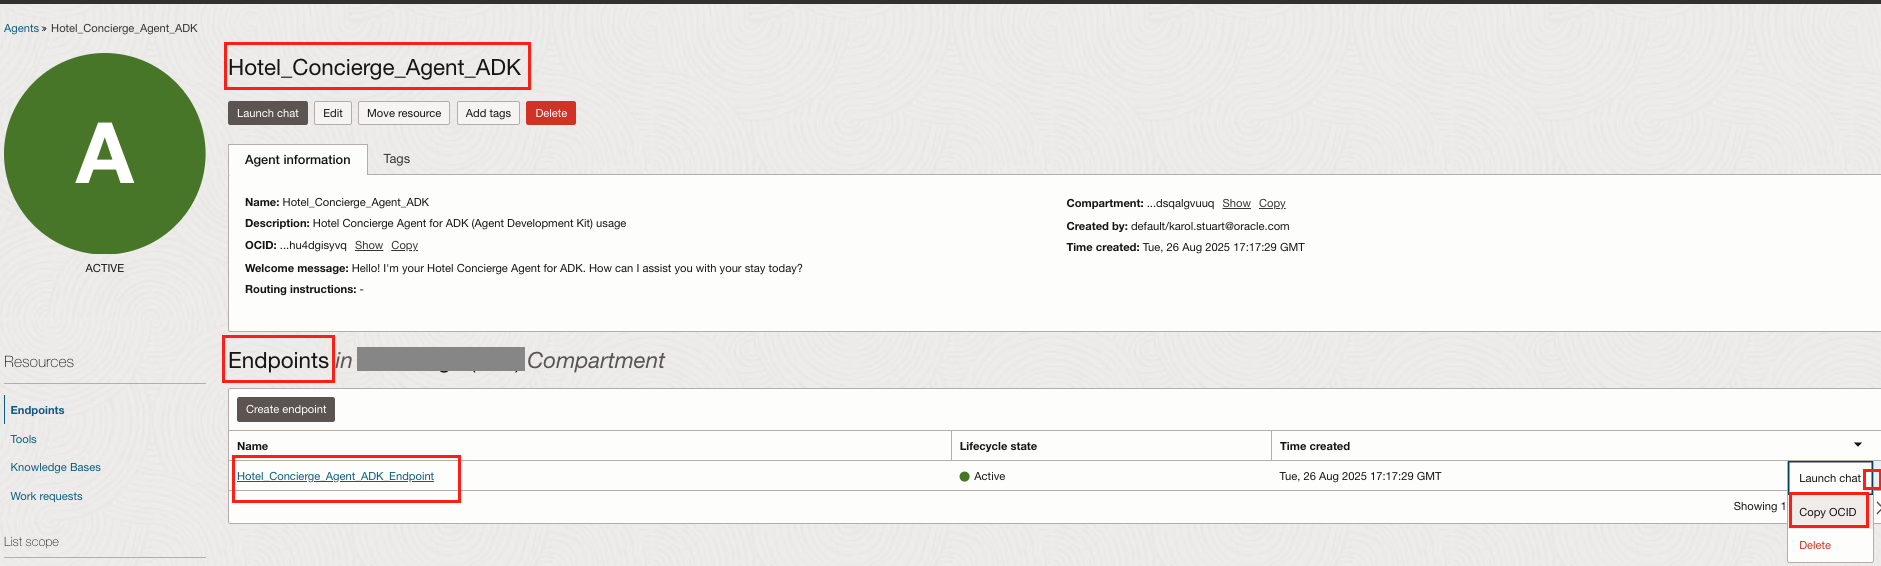 Agents » Hotel_Concierge_Agent_ADK
A
ACTIVE
Hotel_Concierge_Agent_ADK
Launch chat Edit Move resource Add tags Delete
Agent information Tags
Name: Hotel_Concierge_Agent_ADK
Description: Hotel Concierge Agent for ADK (Agent Development Kit) usage
OCID: ...hu4dgisyvq Show Copy
Welcome message: Hello! I'm your Hotel Concierge Agent for ADK. How can I assist you with your stay today?
Routing instructions: -
Compartment: ...dsqalgvuuq Show Copy
Created by: default/karol.stuart@oracle.com
Time created: Tue, 26 Aug 2025 17:17:29 GMT
Resources
Endpoints
Tools
Knowledge Bases
Work requests
List scope
Endpoints in Compartment
Create endpoint
Name Lifecycle state Time created
Hotel_Concierge_Agent_ADK_Endpoint Active Tue, 26 Aug 2025 17:17:29 GMT
Showing 1
Launch chat
Copy OCID
Delete